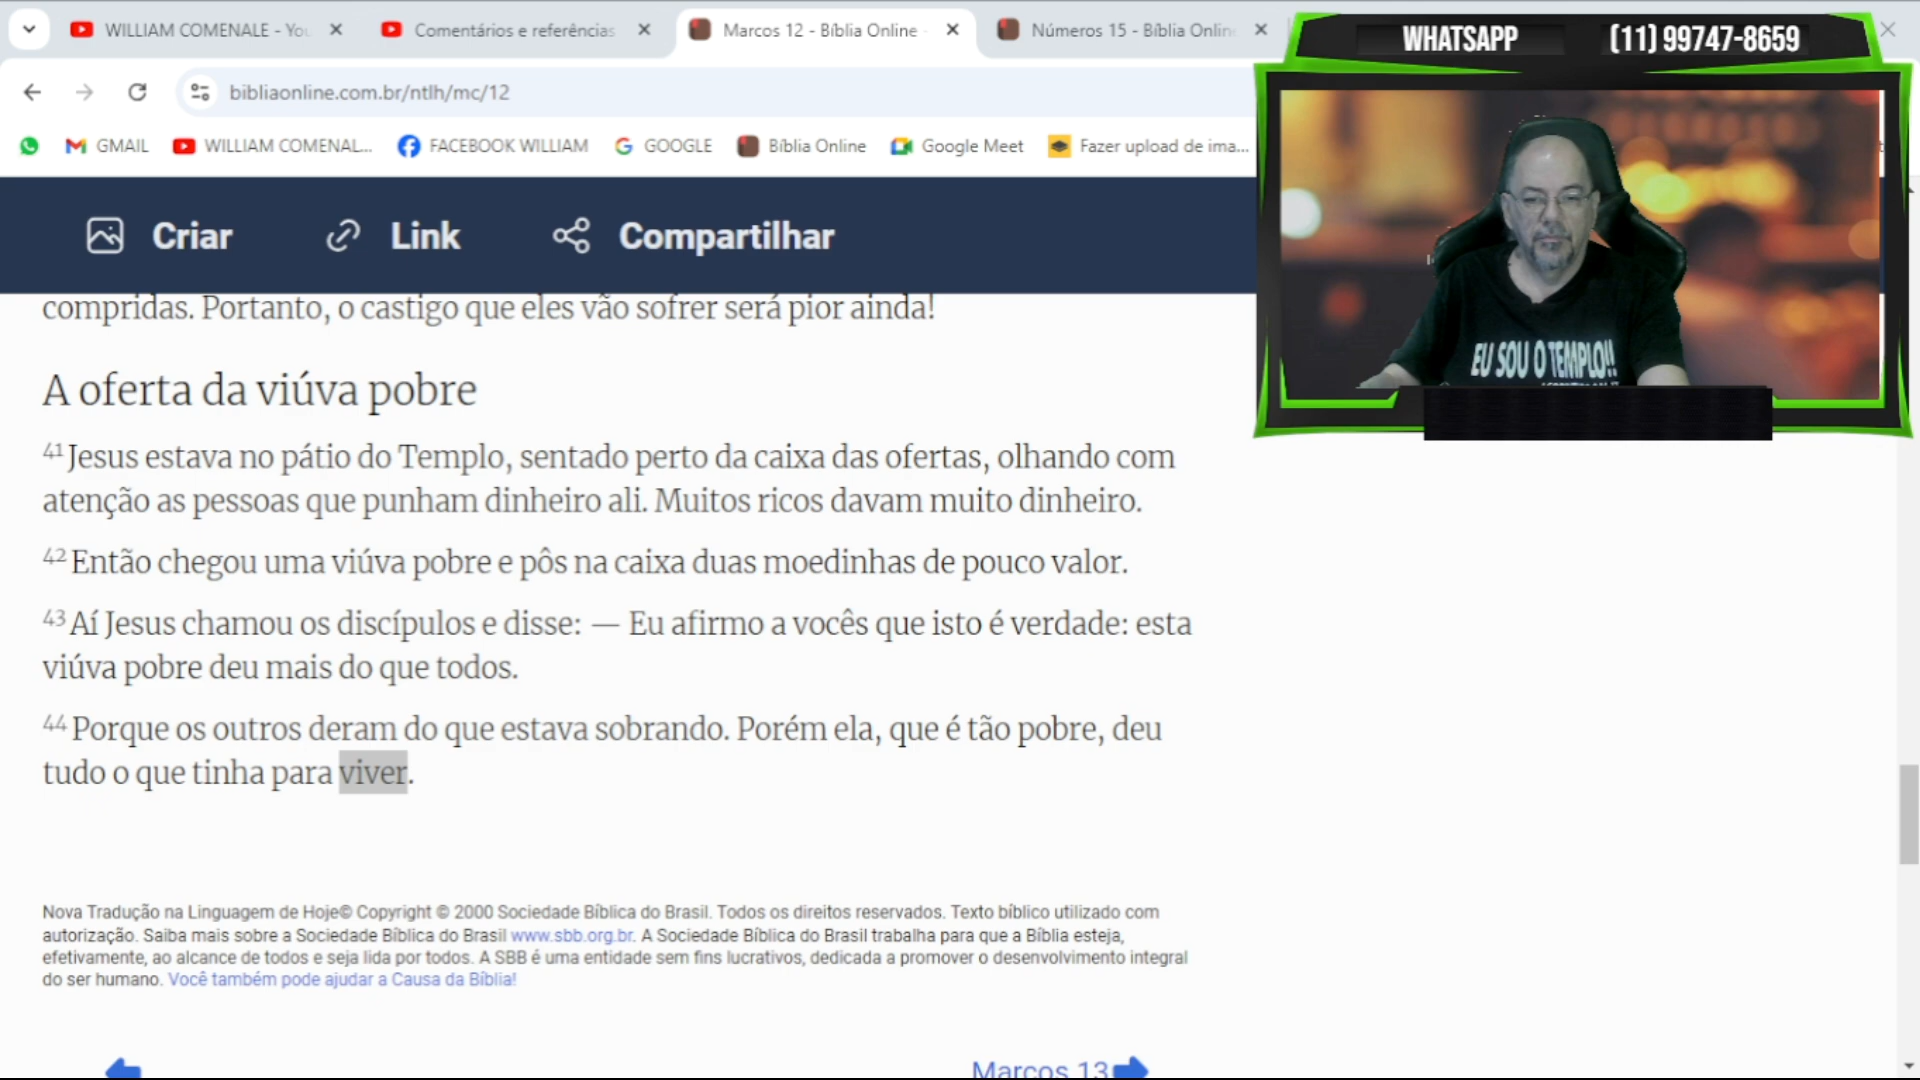 WILLIAM COMENALE - You
Comentários e referências
Marcos 12 - Bíblia Online
Números 15 - Bíblia Onlin
WHATSAPP (11) 99747-8659
bibliaonline.com.br/ntlh/mc/12
GMAIL
WILLIAM COMENAL...
FACEBOOK WILLIAM
GOOGLE
Bíblia Online
Google Meet
Fazer upload de ima...
Criar
Link
Compartilhar
EU SOU O TEMPLO!!
compridas. Portanto, o castigo que eles vão sofrer será pior ainda!
A oferta da viúva pobre
41 Jesus estava no pátio do Templo, sentado perto da caixa das ofertas, olhando com
atenção as pessoas que punham dinheiro ali. Muitos ricos davam muito dinheiro.
42 Então chegou uma viúva pobre e pôs na caixa duas moedinhas de pouco valor.
43 Aí Jesus chamou os discípulos e disse: — Eu afirmo a vocês que isto é verdade: esta
viúva pobre deu mais do que todos.
44 Porque os outros deram do que estava sobrando. Porém ela, que é tão pobre, deu
tudo o que tinha para viver.
Nova Tradução na Linguagem de Hoje© Copyright © 2000 Sociedade Bíblica do Brasil. Todos os direitos reservados. Texto bíblico utilizado com
autorização. Saiba mais sobre a Sociedade Bíblica do Brasil www.sbb.org.br. A Sociedade Bíblica do Brasil trabalha para que a Bíblia esteja,
efetivamente, ao alcance de todos e seja lida por todos. A SBB é uma entidade sem fins lucrativos, dedicada a promover o desenvolvimento integral
do ser humano. Você também pode ajudar a Causa da Bíblia!
Marcos 13